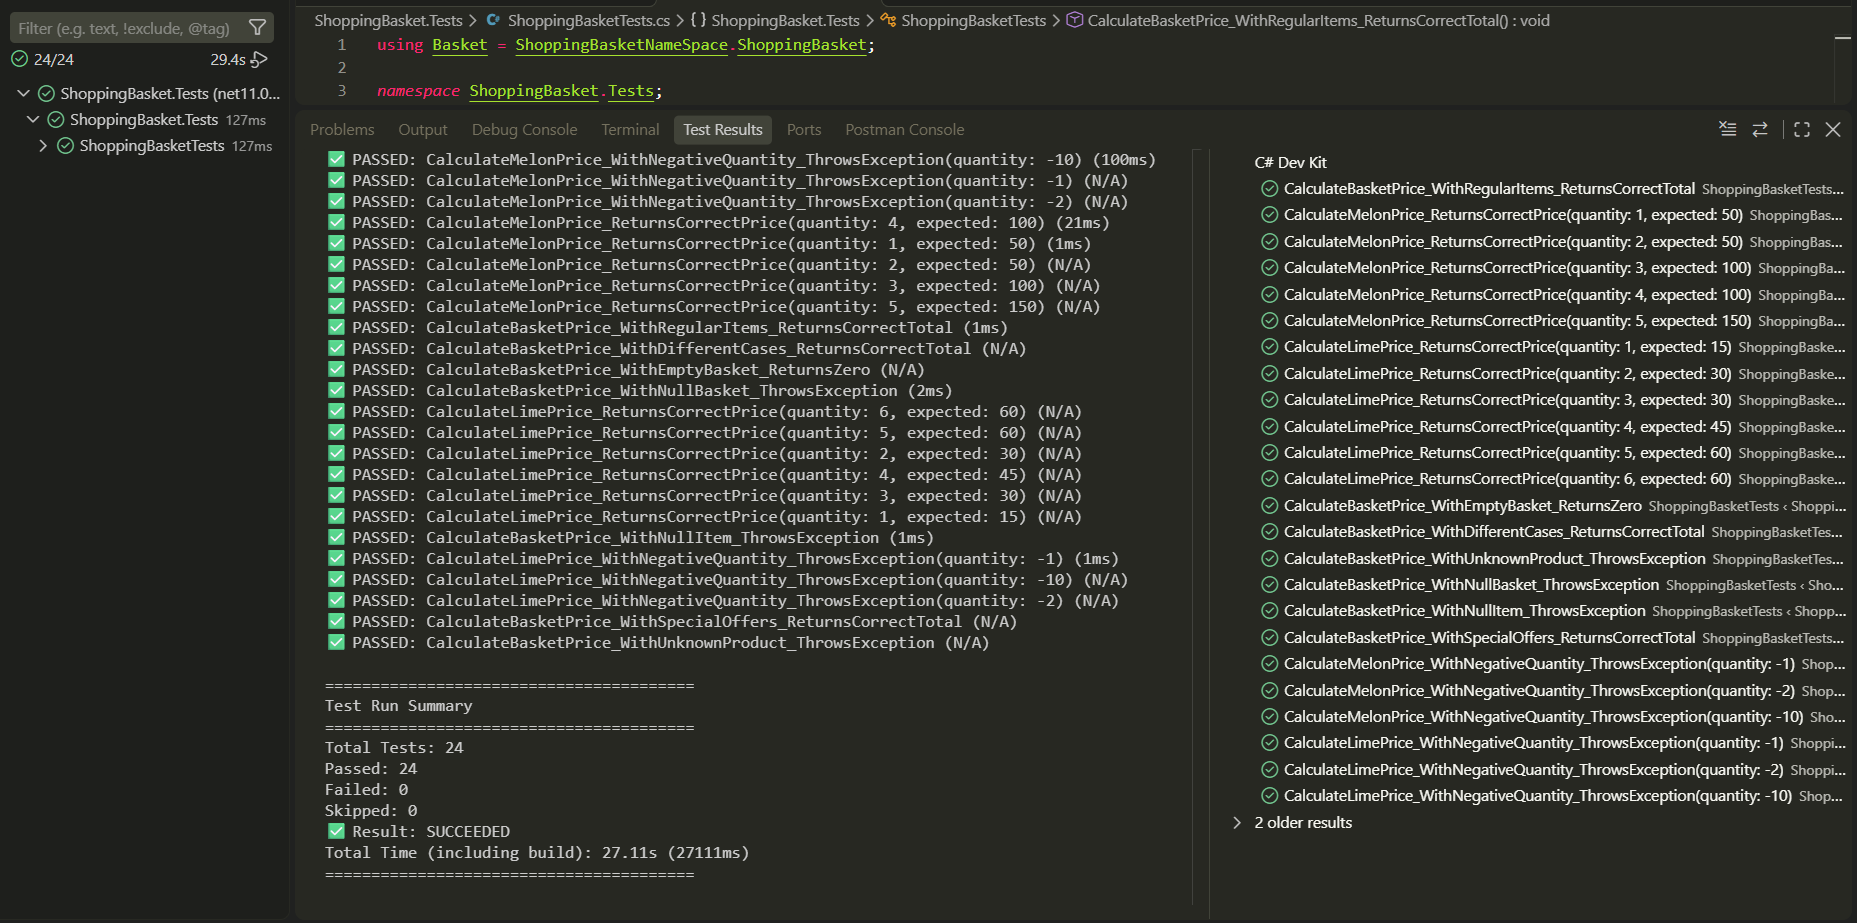 Filter (e.g. text, !exclude, @tag)
24/24 29.4s
ShoppingBasket.Tests (net11.0...
ShoppingBasket.Tests 127ms
ShoppingBasketTests 127ms
ShoppingBasket.Tests > ShoppingBasketTests.cs > {} ShoppingBasket.Tests > ShoppingBasketTests > CalculateBasketPrice_WithRegularItems_ReturnsCorrectTotal() : void
1 using Basket = ShoppingBasketNameSpace.ShoppingBasket;
2
3 namespace ShoppingBasket.Tests;
Problems Output Debug Console Terminal Test Results Ports Postman Console
PASSED: CalculateMelonPrice_WithNegativeQuantity_ThrowsException(quantity: -10) (100ms)
PASSED: CalculateMelonPrice_WithNegativeQuantity_ThrowsException(quantity: -1) (N/A)
PASSED: CalculateMelonPrice_WithNegativeQuantity_ThrowsException(quantity: -2) (N/A)
PASSED: CalculateMelonPrice_ReturnsCorrectPrice(quantity: 4, expected: 100) (21ms)
PASSED: CalculateMelonPrice_ReturnsCorrectPrice(quantity: 1, expected: 50) (1ms)
PASSED: CalculateMelonPrice_ReturnsCorrectPrice(quantity: 2, expected: 50) (N/A)
PASSED: CalculateMelonPrice_ReturnsCorrectPrice(quantity: 3, expected: 100) (N/A)
PASSED: CalculateMelonPrice_ReturnsCorrectPrice(quantity: 5, expected: 150) (N/A)
PASSED: CalculateBasketPrice_WithRegularItems_ReturnsCorrectTotal (1ms)
PASSED: CalculateBasketPrice_WithDifferentCases_ReturnsCorrectTotal (N/A)
PASSED: CalculateBasketPrice_WithEmptyBasket_ReturnsZero (N/A)
PASSED: CalculateBasketPrice_WithNullBasket_ThrowsException (2ms)
PASSED: CalculateLimePrice_ReturnsCorrectPrice(quantity: 6, expected: 60) (N/A)
PASSED: CalculateLimePrice_ReturnsCorrectPrice(quantity: 5, expected: 60) (N/A)
PASSED: CalculateLimePrice_ReturnsCorrectPrice(quantity: 2, expected: 30) (N/A)
PASSED: CalculateLimePrice_ReturnsCorrectPrice(quantity: 4, expected: 45) (N/A)
PASSED: CalculateLimePrice_ReturnsCorrectPrice(quantity: 3, expected: 30) (N/A)
PASSED: CalculateLimePrice_ReturnsCorrectPrice(quantity: 1, expected: 15) (N/A)
PASSED: CalculateBasketPrice_WithNullItem_ThrowsException (1ms)
PASSED: CalculateLimePrice_WithNegativeQuantity_ThrowsException(quantity: -1) (1ms)
PASSED: CalculateLimePrice_WithNegativeQuantity_ThrowsException(quantity: -10) (N/A)
PASSED: CalculateLimePrice_WithNegativeQuantity_ThrowsException(quantity: -2) (N/A)
PASSED: CalculateBasketPrice_WithSpecialOffers_ReturnsCorrectTotal (N/A)
PASSED: CalculateBasketPrice_WithUnknownProduct_ThrowsException (N/A)
========================================
Test Run Summary
========================================
Total Tests: 24
Passed: 24
Failed: 0
Skipped: 0
Result: SUCCEEDED
Total Time (including build): 27.11s (27111ms)
========================================
C# Dev Kit
CalculateBasketPrice_WithRegularItems_ReturnsCorrectTotal ShoppingBasketTests...
CalculateMelonPrice_ReturnsCorrectPrice(quantity: 1, expected: 50) ShoppingBas...
CalculateMelonPrice_ReturnsCorrectPrice(quantity: 2, expected: 50) ShoppingBas...
CalculateMelonPrice_ReturnsCorrectPrice(quantity: 3, expected: 100) ShoppingBa...
CalculateMelonPrice_ReturnsCorrectPrice(quantity: 4, expected: 100) ShoppingBa...
CalculateMelonPrice_ReturnsCorrectPrice(quantity: 5, expected: 150) ShoppingBa...
CalculateLimePrice_ReturnsCorrectPrice(quantity: 1, expected: 15) ShoppingBaske...
CalculateLimePrice_ReturnsCorrectPrice(quantity: 2, expected: 30) ShoppingBaske...
CalculateLimePrice_ReturnsCorrectPrice(quantity: 3, expected: 30) ShoppingBaske...
CalculateLimePrice_ReturnsCorrectPrice(quantity: 4, expected: 45) ShoppingBaske...
CalculateLimePrice_ReturnsCorrectPrice(quantity: 5, expected: 60) ShoppingBaske...
CalculateLimePrice_ReturnsCorrectPrice(quantity: 6, expected: 60) ShoppingBaske...
CalculateBasketPrice_WithEmptyBasket_ReturnsZero ShoppingBasketTests ‹ Shoppi...
CalculateBasketPrice_WithDifferentCases_ReturnsCorrectTotal ShoppingBasketTes...
CalculateBasketPrice_WithUnknownProduct_ThrowsException ShoppingBasketTes...
CalculateBasketPrice_WithNullBasket_ThrowsException ShoppingBasketTests ‹ Sho...
CalculateBasketPrice_WithNullItem_ThrowsException ShoppingBasketTests ‹ Shopp...
CalculateBasketPrice_WithSpecialOffers_ReturnsCorrectTotal ShoppingBasketTests...
CalculateMelonPrice_WithNegativeQuantity_ThrowsException(quantity: -1) Shop...
CalculateMelonPrice_WithNegativeQuantity_ThrowsException(quantity: -2) Shop...
CalculateMelonPrice_WithNegativeQuantity_ThrowsException(quantity: -10) Sho...
CalculateLimePrice_WithNegativeQuantity_ThrowsException(quantity: -1) Shoppi...
CalculateLimePrice_WithNegativeQuantity_ThrowsException(quantity: -2) Shoppi...
CalculateLimePrice_WithNegativeQuantity_ThrowsException(quantity: -10) Shop...
2 older results